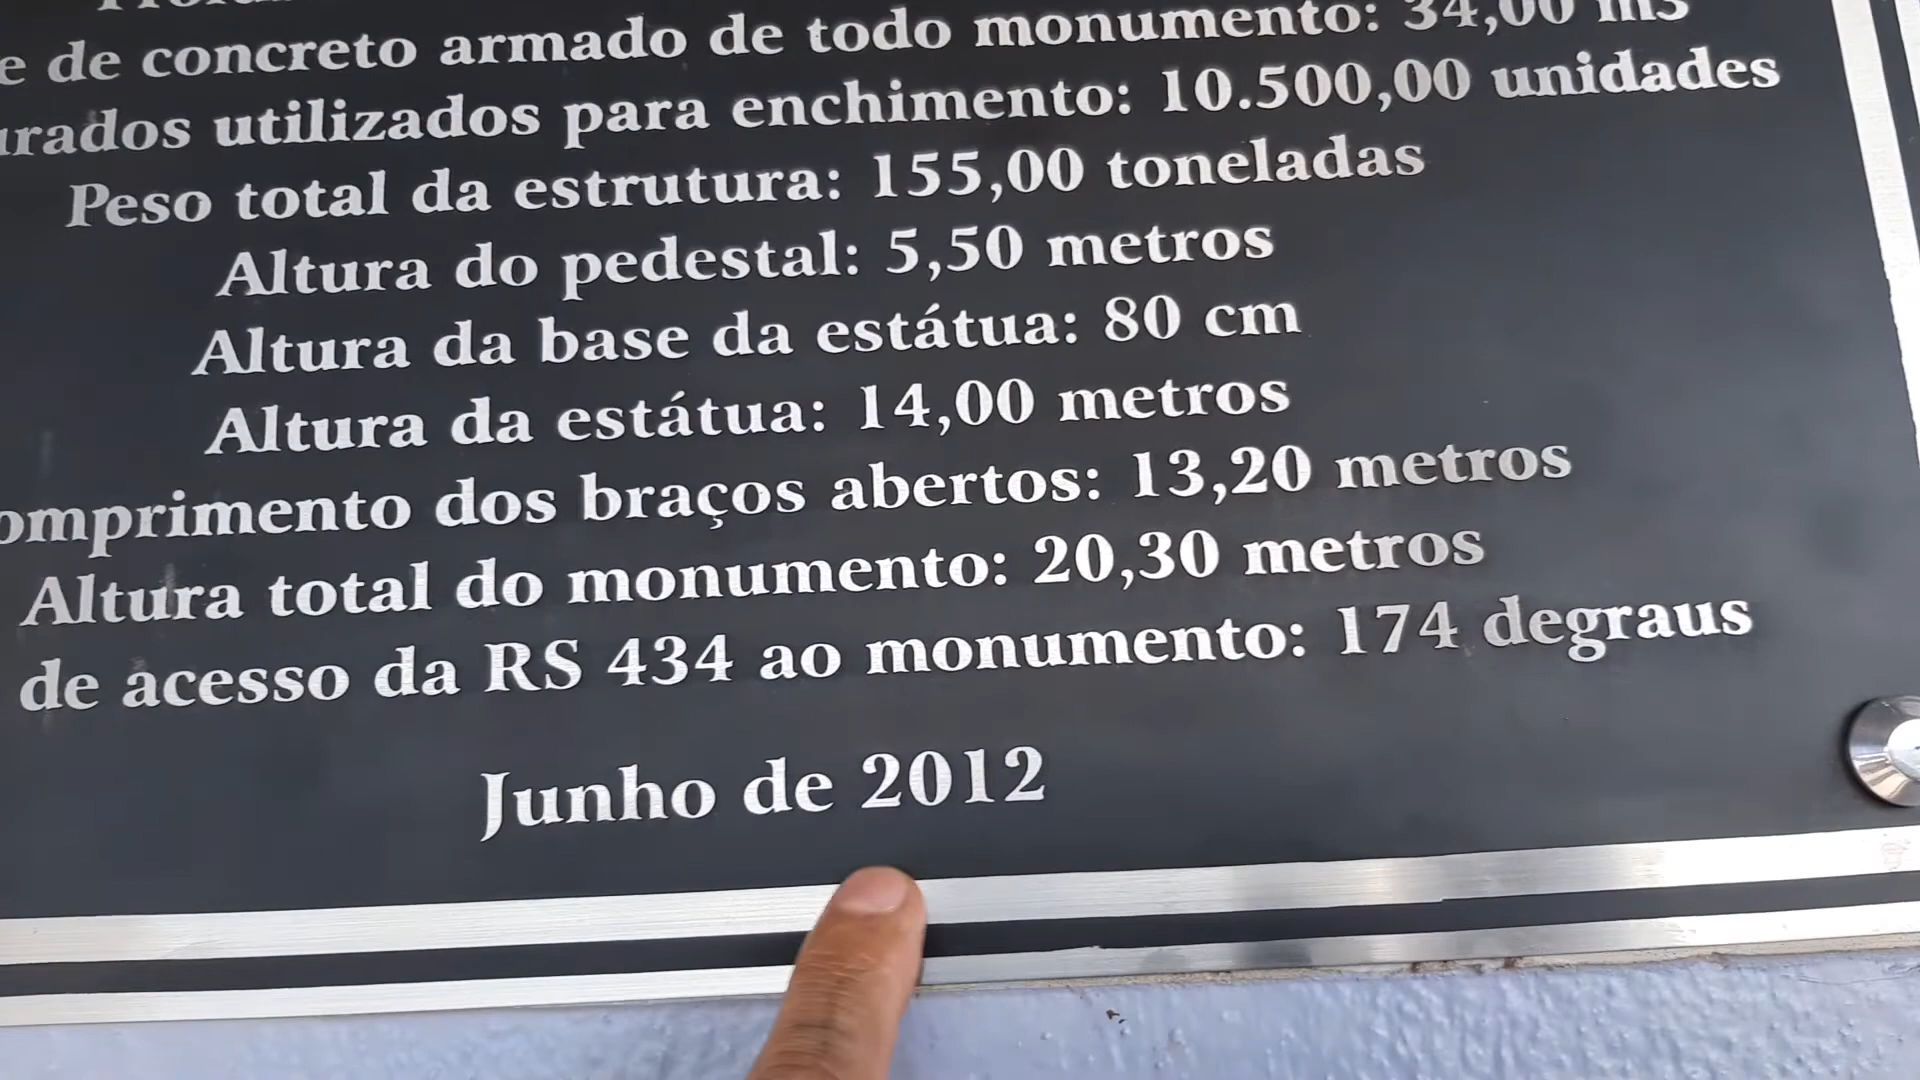 e de concreto armado de todo monumento: 34,00 m3
urados utilizados para enchimento: 10.500,00 unidades
Peso total da estrutura: 155,00 toneladas
Altura do pedestal: 5,50 metros
Altura da base da estátua: 80 cm
Altura da estátua: 14,00 metros
omprimento dos braços abertos: 13,20 metros
Altura total do monumento: 20,30 metros
de acesso da RS 434 ao monumento: 174 degraus
Junho de 2012